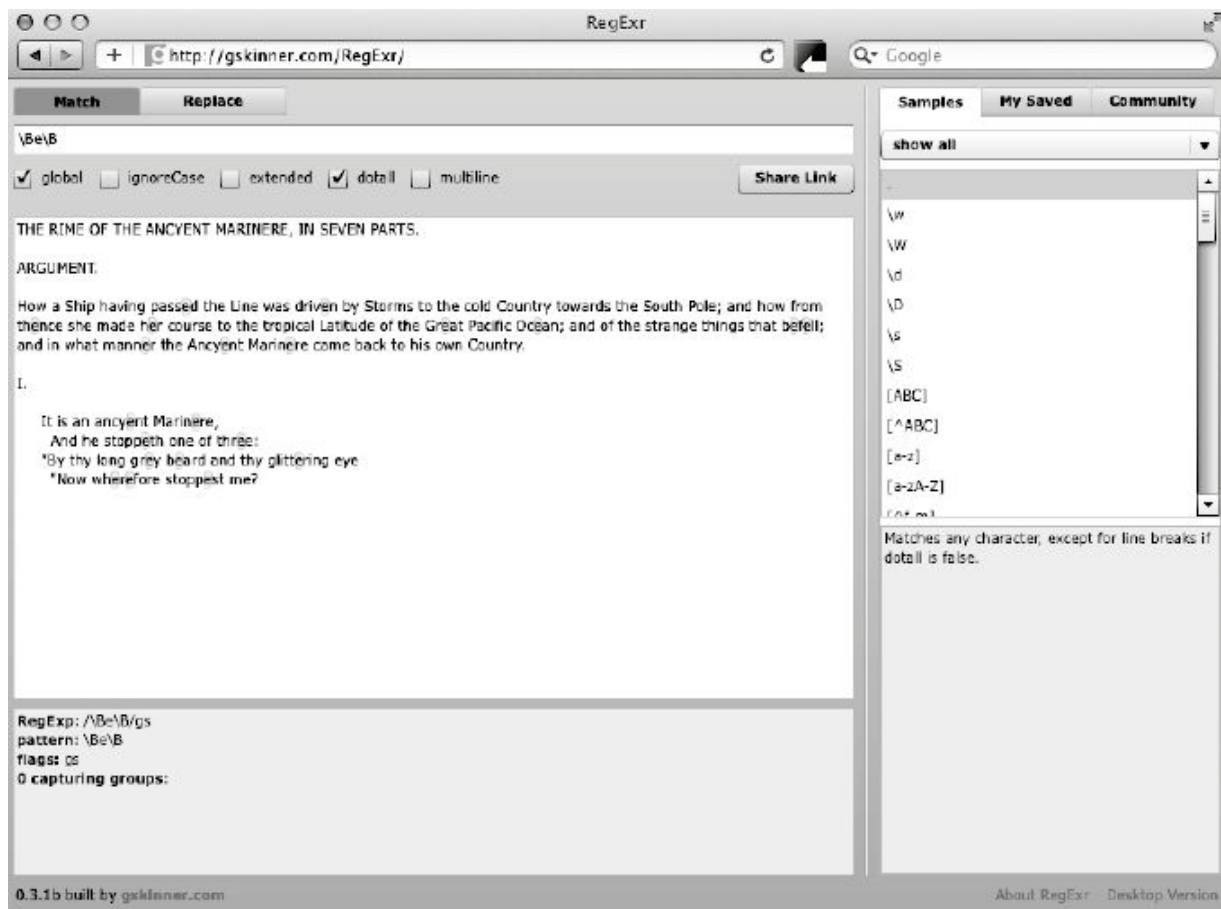 RegExr
http://gskinner.com/RegExr/
Google
Match Replace
\Be\B
global ignoreCase extended dotall multiline Share Link
THE RIME OF THE ANCYENT MARINERE, IN SEVEN PARTS.
ARGUMENT.
How a Ship having passed the Line was driven by Storms to the cold Country towards the South Pole; and how from
thence she made her course to the tropical Latitude of the Great Pacific Ocean; and of the strange things that befell;
and in what manner the Ancyent Marinere came back to his own Country.
I.
It is an ancyent Marinere,
And he stoppeth one of three:
"By thy long grey beard and thy glittering eye
"Now wherefore stoppest me?
RegExp: /\Be\B/gs
pattern: \Be\B
flags: gs
0 capturing groups:
Samples My Saved Community
show all
.
\w
\W
\d
\D
\s
\S
[ABC]
[^ABC]
[a-z]
[a-zA-Z]
Matches any character, except for line breaks if
dotall is false.
0.3.1b built by gskinner.com
About RegExr Desktop Version